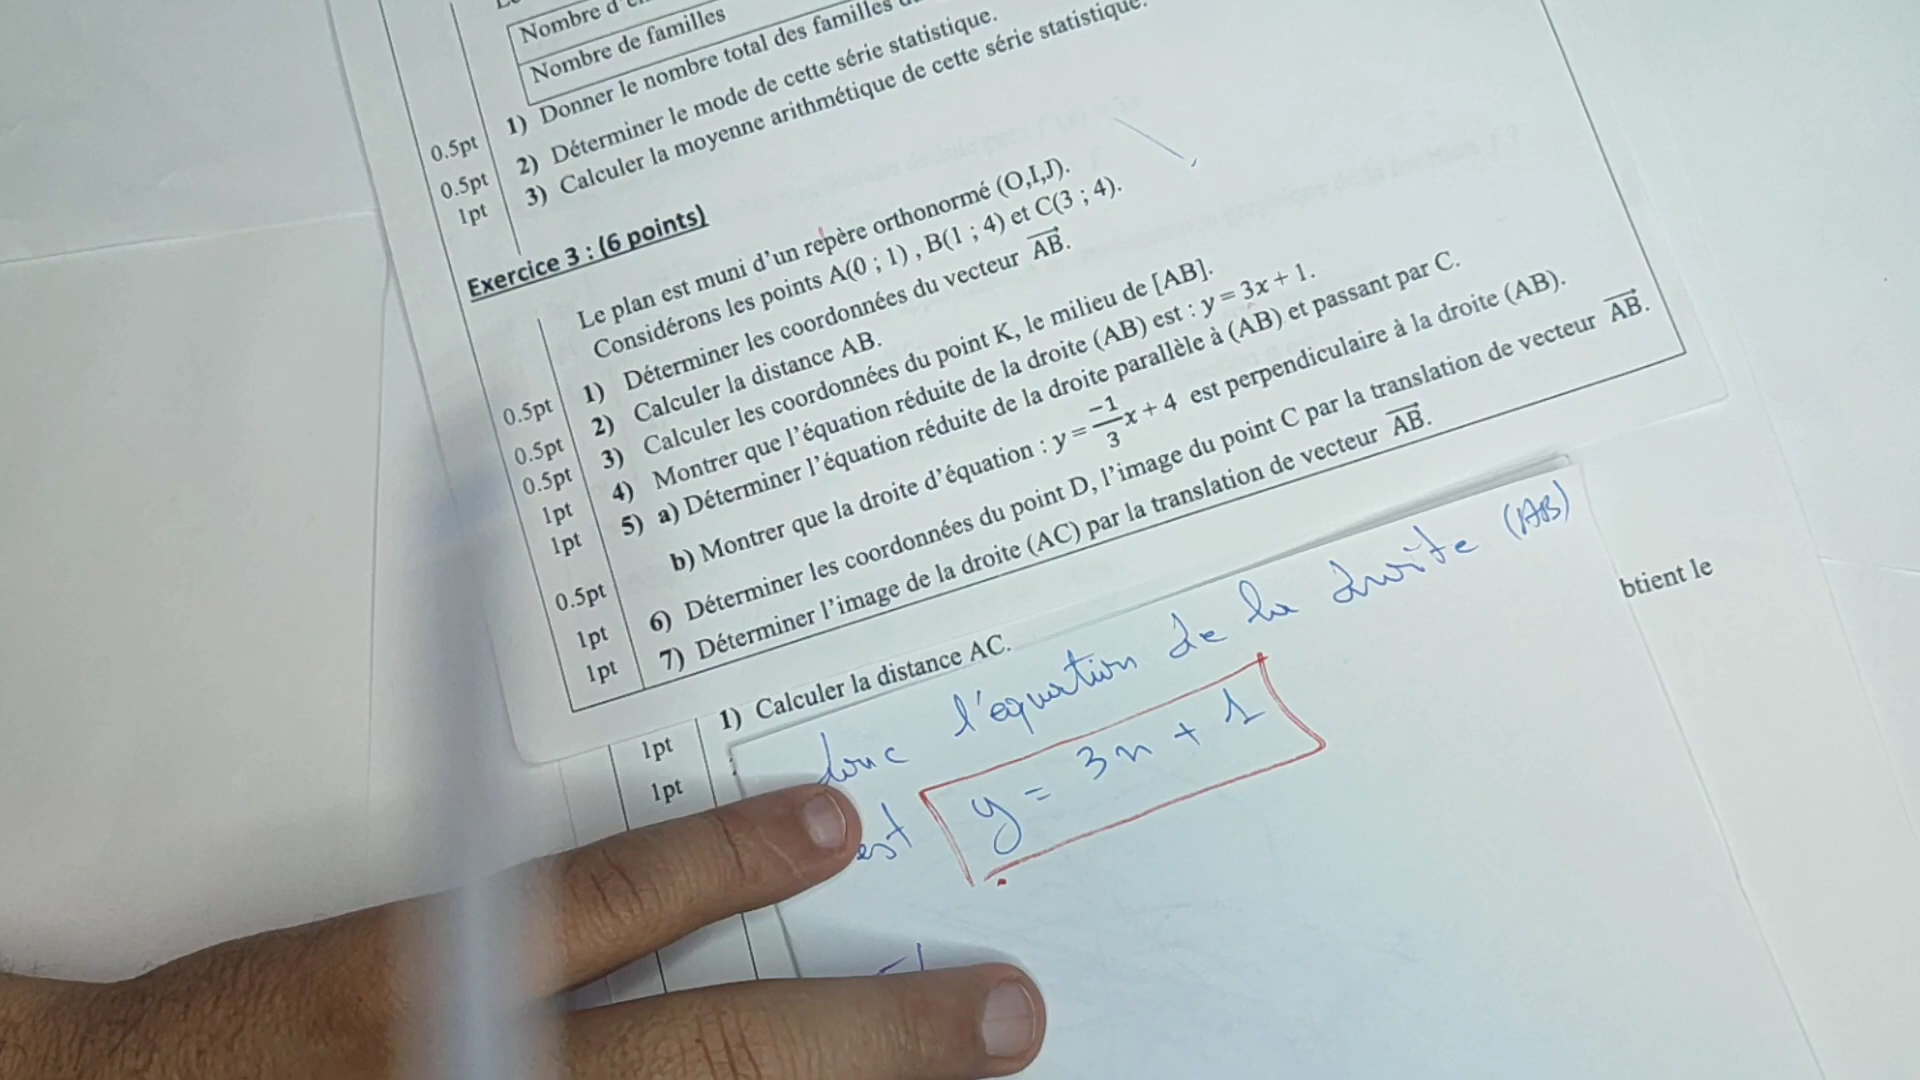 Nombre d'
Nombre de familles
1) Donner le nombre total des familles
0.5pt 2) Déterminer le mode de cette série statistique.
0.5pt 3) Calculer la moyenne arithmétique de cette série statistique.
1pt
Exercice 3 : (6 points)
Le plan est muni d'un repère orthonormé (O,I,J).
Considérons les points A(0 ; 1) , B(1 ; 4) et C(3 ; 4).
0.5pt 1) Déterminer les coordonnées du vecteur AB.
0.5pt 2) Calculer la distance AB.
0.5pt 3) Calculer les coordonnées du point K, le milieu de [AB].
1pt 4) Montrer que l'équation réduite de la droite (AB) est : y = 3x + 1.
1pt 5) a) Déterminer l'équation réduite de la droite parallèle à (AB) et passant par C.
0.5pt b) Montrer que la droite d'équation : y = -1/3 x + 4 est perpendiculaire à la droite (AB).
1pt 6) Déterminer les coordonnées du point D, l'image du point C par la translation de vecteur AB.
1pt 7) Déterminer l'image de la droite (AC) par la translation de vecteur AB.
btient le
1pt 1) Calculer la distance AC.
1pt
donc l'équation de la droite (AB)
est y = 3x + 1